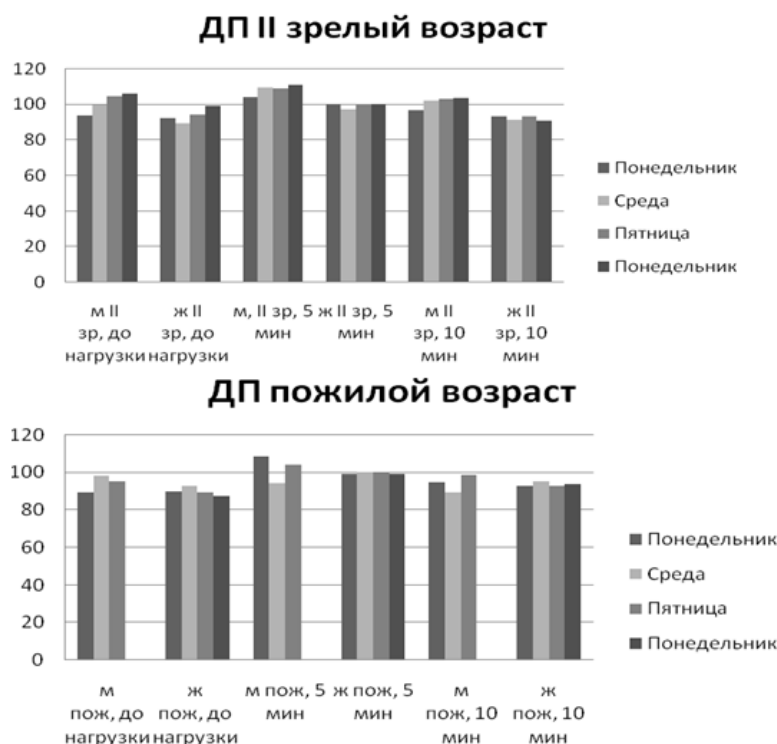 ДП II зрелый возраст
120
100
80
60
40
20
0
м II зр, до нагрузки
ж II зр, до нагрузки
м, II зр, 5 мин
ж II зр, 5 мин
м II зр, 10 мин
ж II зр, 10 мин
Понедельник
Среда
Пятница
Понедельник
ДП пожилой возраст
120
100
80
60
40
20
0
м пож, до нагрузки
ж пож, до нагрузки
м пож, 5 мин
ж пож, 5 мин
м пож, 10 мин
ж пож, 10 мин
Понедельник
Среда
Пятница
Понедельник